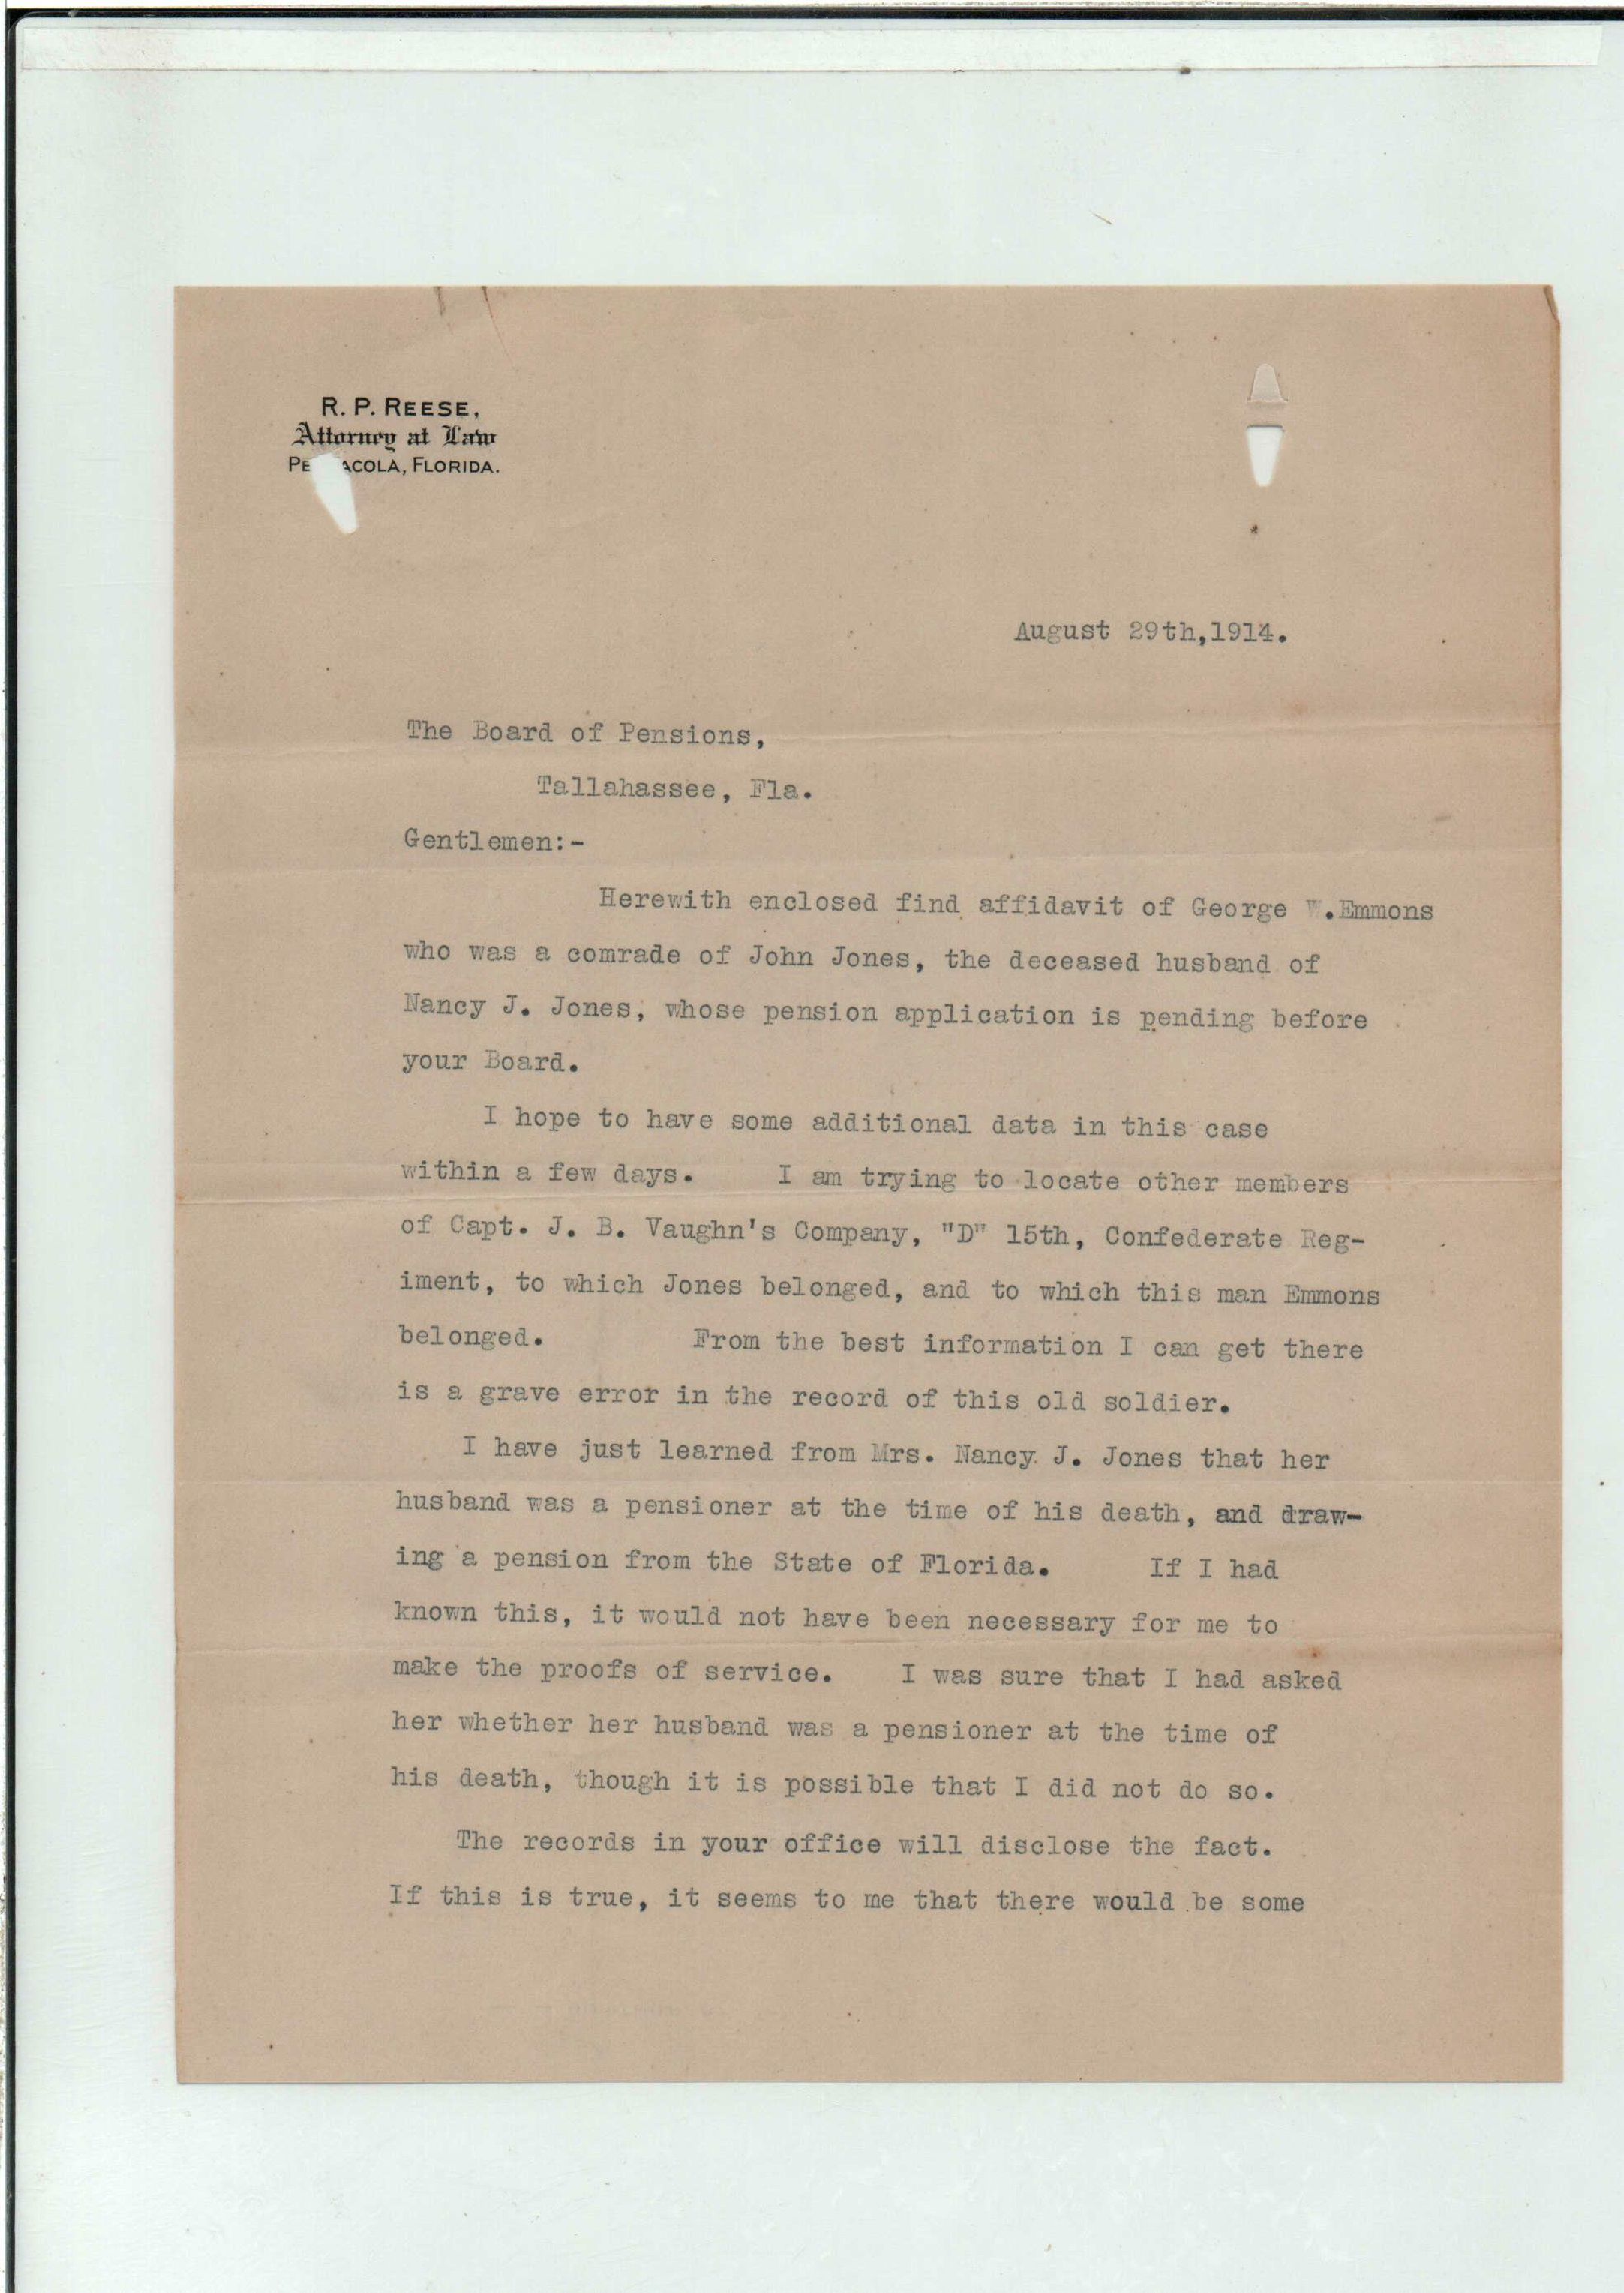 R. P. REESE,
Attorney at Law
PE ACOLA, FLORIDA.
August 29th,1914.
The Board of Pensions,
Tallahassee, Fla.
Gentlemen:-
Herewith enclosed find affidavit of George W.Emmons
who was a comrade of John Jones, the deceased husband of
Nancy J. Jones, whose pension application is pending before
your Board.
I hope to have some additional data in this case
within a few days. I am trying to locate other members
of Capt. J. B. Vaughn's Company, "D" 15th, Confederate Reg-
iment, to which Jones belonged, and to which this man Emmons
belonged. From the best information I can get there
is a grave error in the record of this old soldier.
I have just learned from Mrs. Nancy J. Jones that her
husband was a pensioner at the time of his death, and draw-
ing a pension from the State of Florida. If I had
known this, it would not have been necessary for me to
make the proofs of service. I was sure that I had asked
her whether her husband was a pensioner at the time of
his death, though it is possible that I did not do so.
The records in your office will disclose the fact.
If this is true, it seems to me that there would be some